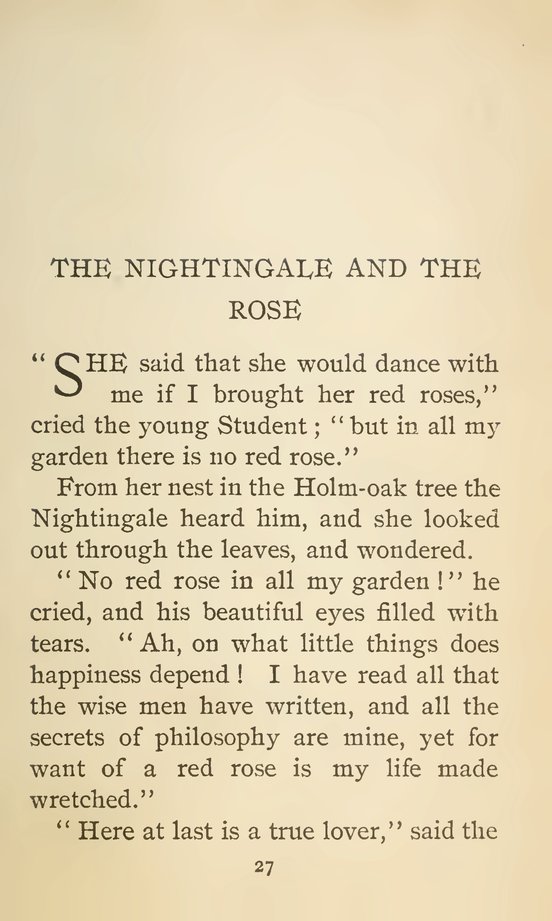 THE NIGHTINGALE AND THE
ROSE
“ SHE said that she would dance with
me if I brought her red roses,”
cried the young Student ; “ but in all my
garden there is no red rose.”
From her nest in the Holm-oak tree the
Nightingale heard him, and she looked
out through the leaves, and wondered.
“ No red rose in all my garden !” he
cried, and his beautiful eyes filled with
tears. “ Ah, on what little things does
happiness depend ! I have read all that
the wise men have written, and all the
secrets of philosophy are mine, yet for
want of a red rose is my life made
wretched.”
“ Here at last is a true lover,” said the
27